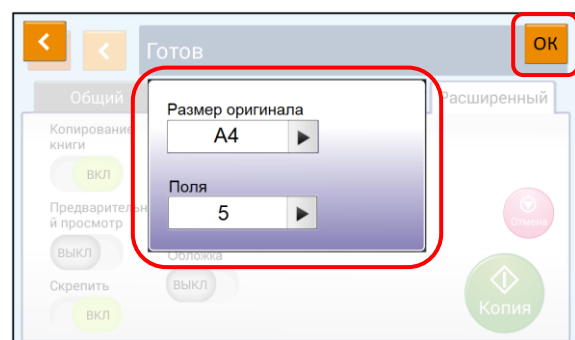 Готов
ОК
Общий
Расширенный
Размер оригинала
A4
Поля
5
Копирование
книги
ВКЛ
Предварительн
й просмотр
ВЫКЛ
Обложка
ВЫКЛ
Скрепить
ВКЛ
Отмена
Копия